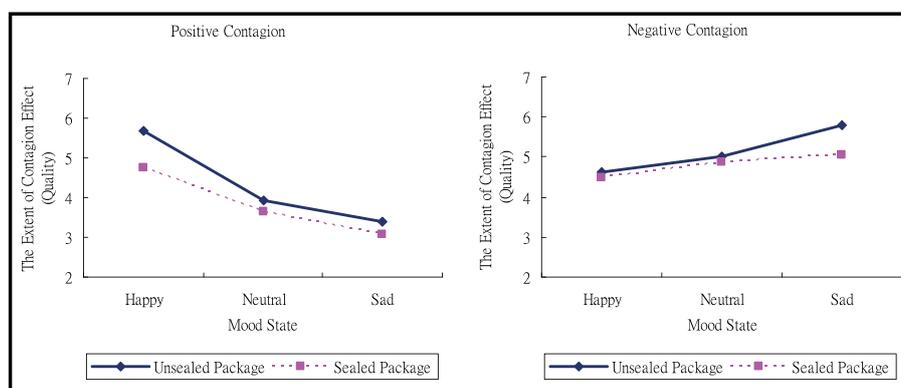 Positive Contagion
The Extent of Contagion Effect
(Quality)
7
6
5
4
3
2
Happy Neutral Sad
Mood State
Unsealed Package Sealed Package
Negative Contagion
The Extent of Contagion Effect
(Quality)
7
6
5
4
3
2
Happy Neutral Sad
Mood State
Unsealed Package Sealed Package